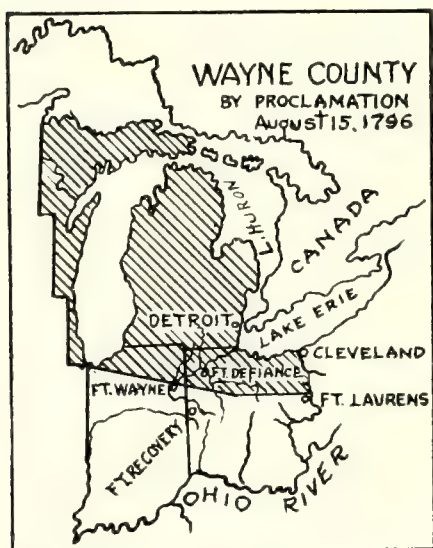 WAYNE COUNTY
BY PROCLAMATION
AUGUST 15, 1796
L. HURON
CANADA
DETROIT
LAKE ERIE
CLEVELAND
FT. DEFIANCE
FT. WAYNE
FT. LAURENS
FT. RECOVERY
OHIO RIVER